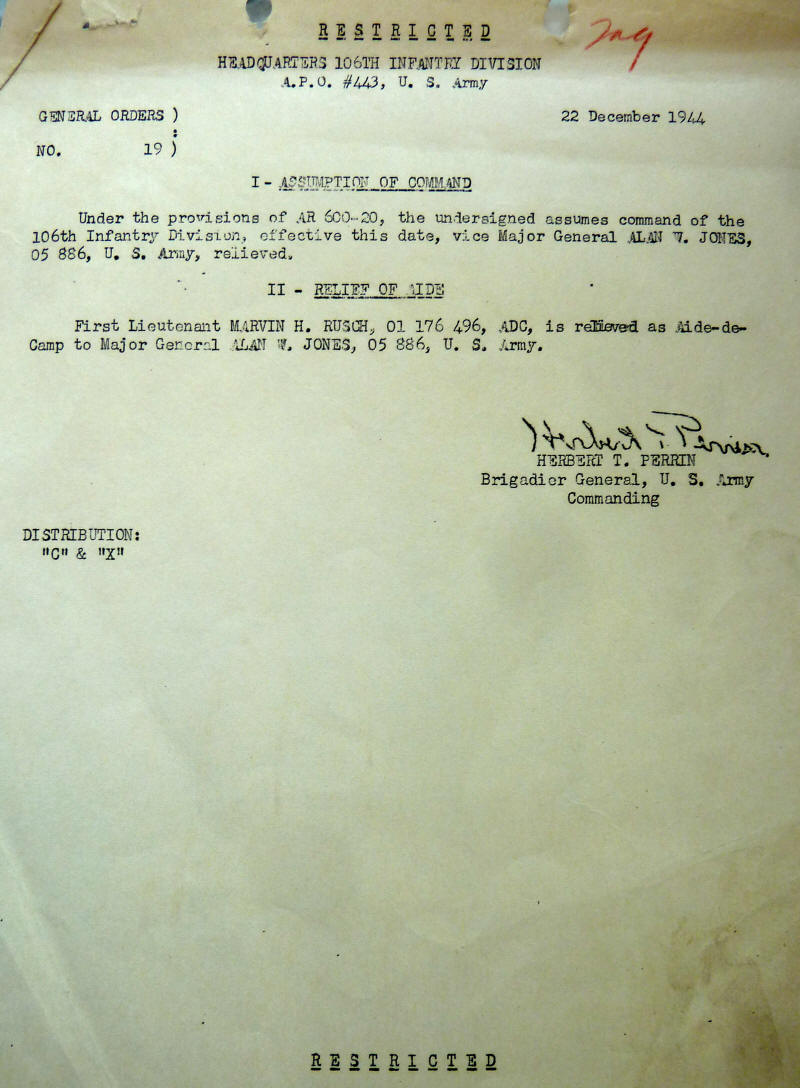 R E S T R I C T E D
HEADQUARTERS 106TH INFANTRY DIVISION
A.P.O. #443, U. S. Army
GENERAL ORDERS )
:
NO. 19 )
22 December 1944
I - ASSUMPTION OF COMMAND
Under the provisions of AR 600-20, the undersigned assumes command of the
106th Infantry Division, effective this date, vice Major General ALAN W. JONES,
05 886, U. S. Army, relieved.
II - RELIEF OF AIDE
First Lieutenant MARVIN H. RUSCH, 01 176 496, ADC, is relieved as Aide-de-
Camp to Major General ALAN W. JONES, 05 886, U. S. Army.
Herbert T. Perrin
HERBERT T. PERRIN
Brigadier General, U. S. Army
Commanding
DISTRIBUTION:
"C" & "X"
R E S T R I C T E D